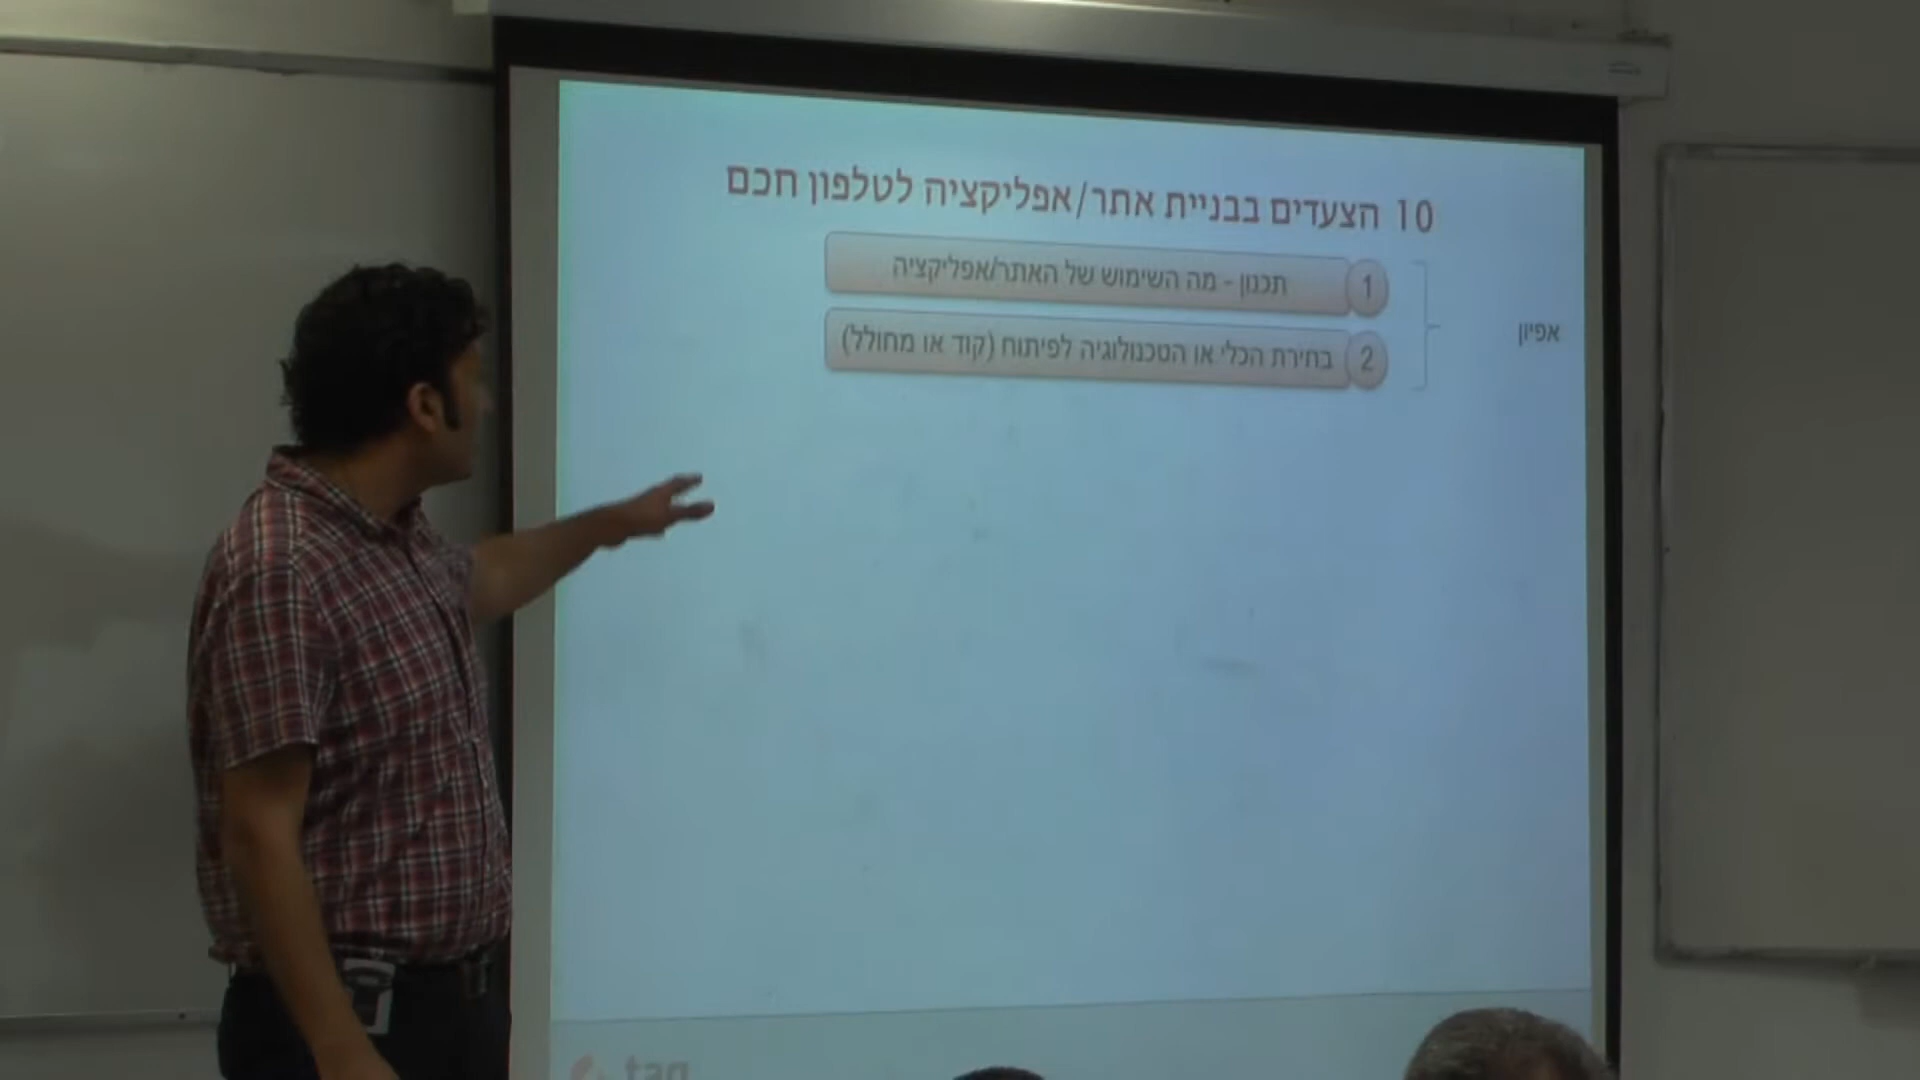 10 הצעדים בבניית אתר/אפליקציה לטלפון חכם
1 תכנון - מה השימוש של האתר/אפליקציה
2 בחירת הכלי או הטכנולוגיה לפיתוח (קוד או מחולל)
אפיון
tag